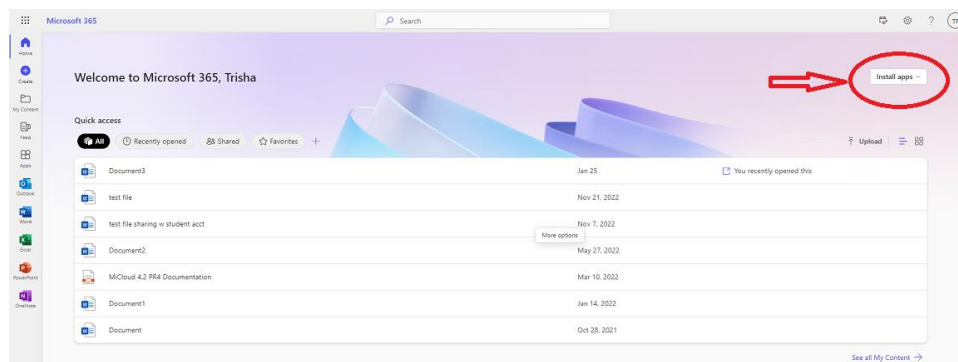 Microsoft 365
Search
?
Home
Create
My Content
Feed
Apps
Outlook
Word
Excel
PowerPoint
OneNote
Welcome to Microsoft 365, Trisha
Install apps
Quick access
All
Recently opened
Shared
Favorites
+
Upload
Document3 Jan 25 You recently opened this
test file Nov 21, 2022
test file sharing w student acct Nov 7, 2022
More options
Document2 May 27, 2022
MiCloud 4.2 PR4 Documentation Mar 10, 2022
Document1 Jan 14, 2022
Document Oct 28, 2021
See all My Content →